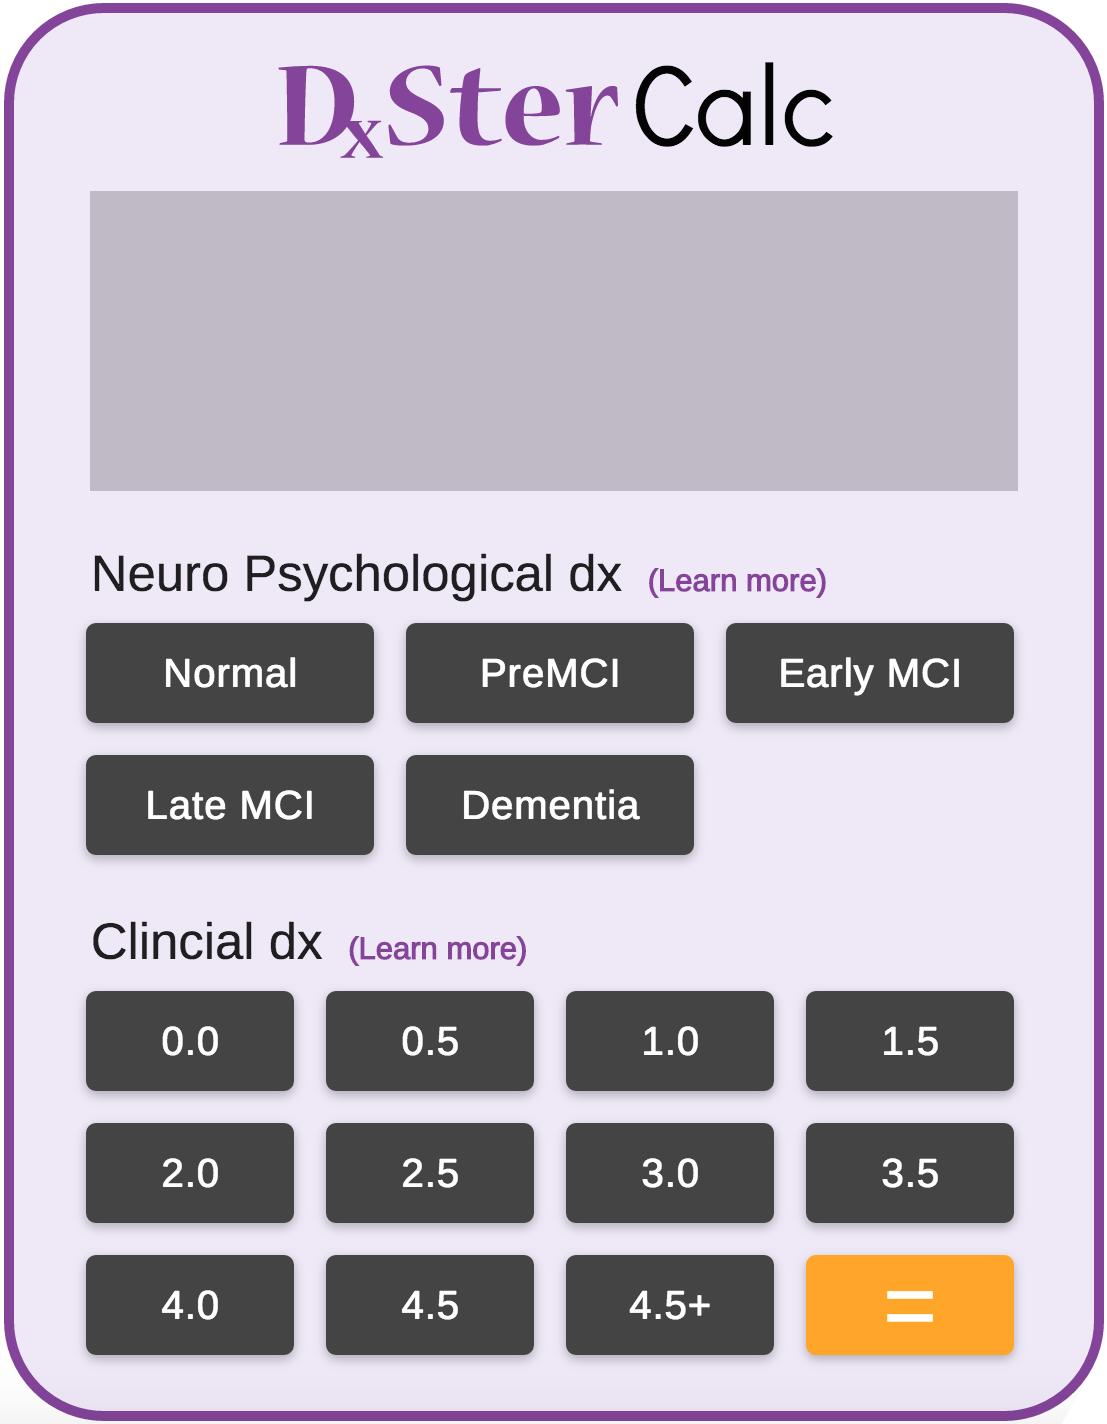 DxSter Calc
Neuro Psychological dx (Learn more)
Normal PreMCI Early MCI
Late MCI Dementia
Clincial dx (Learn more)
0.0 0.5 1.0 1.5
2.0 2.5 3.0 3.5
4.0 4.5 4.5+ =